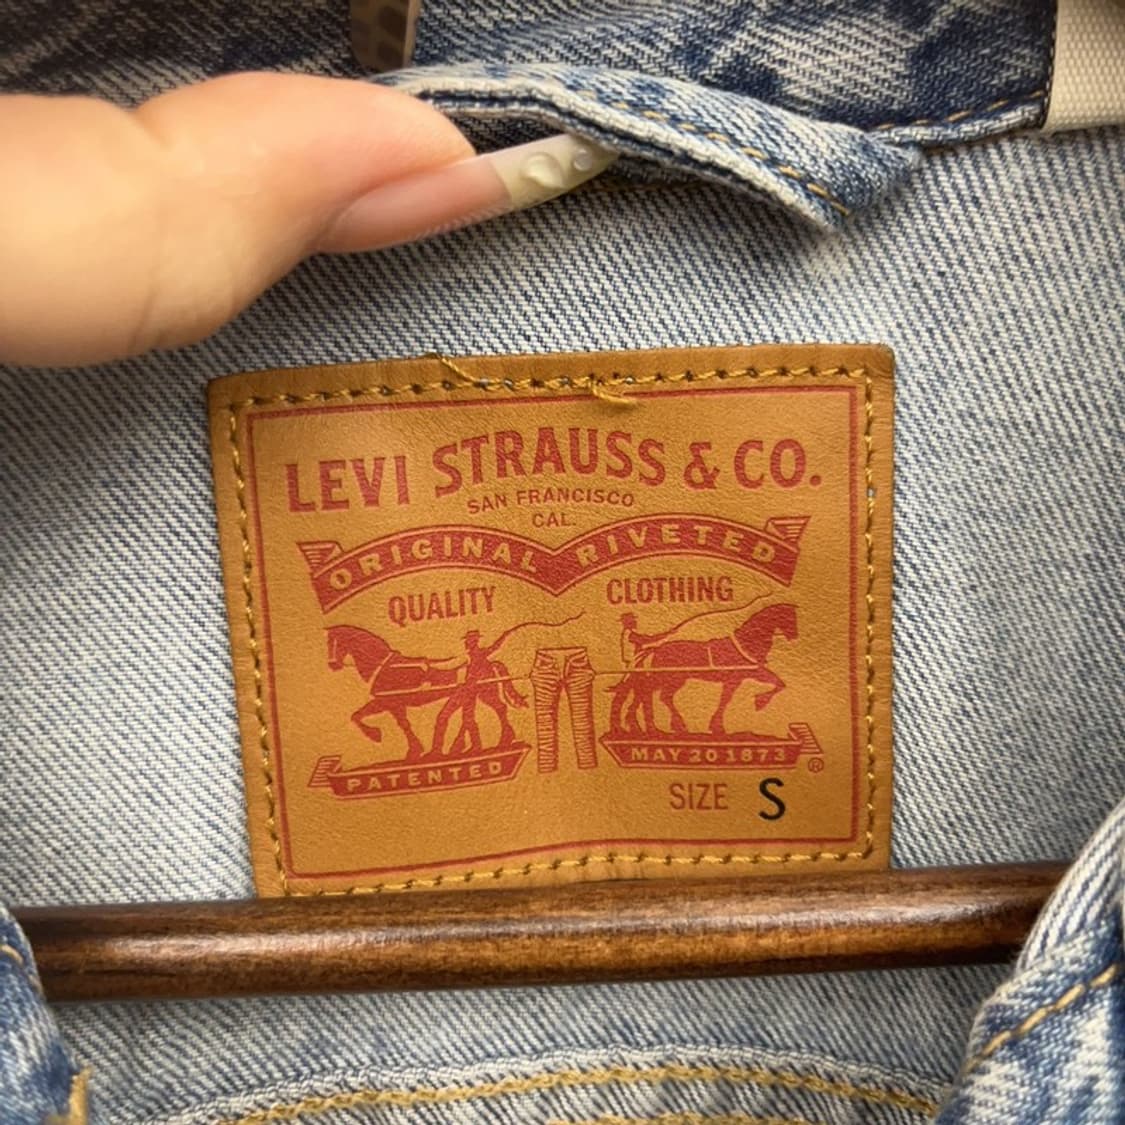 LEVI STRAUSS & CO.
SAN FRANCISCO
CAL.
ORIGINAL RIVETED
QUALITY CLOTHING
PATENTED
MAY 20 1873 ®
SIZE S